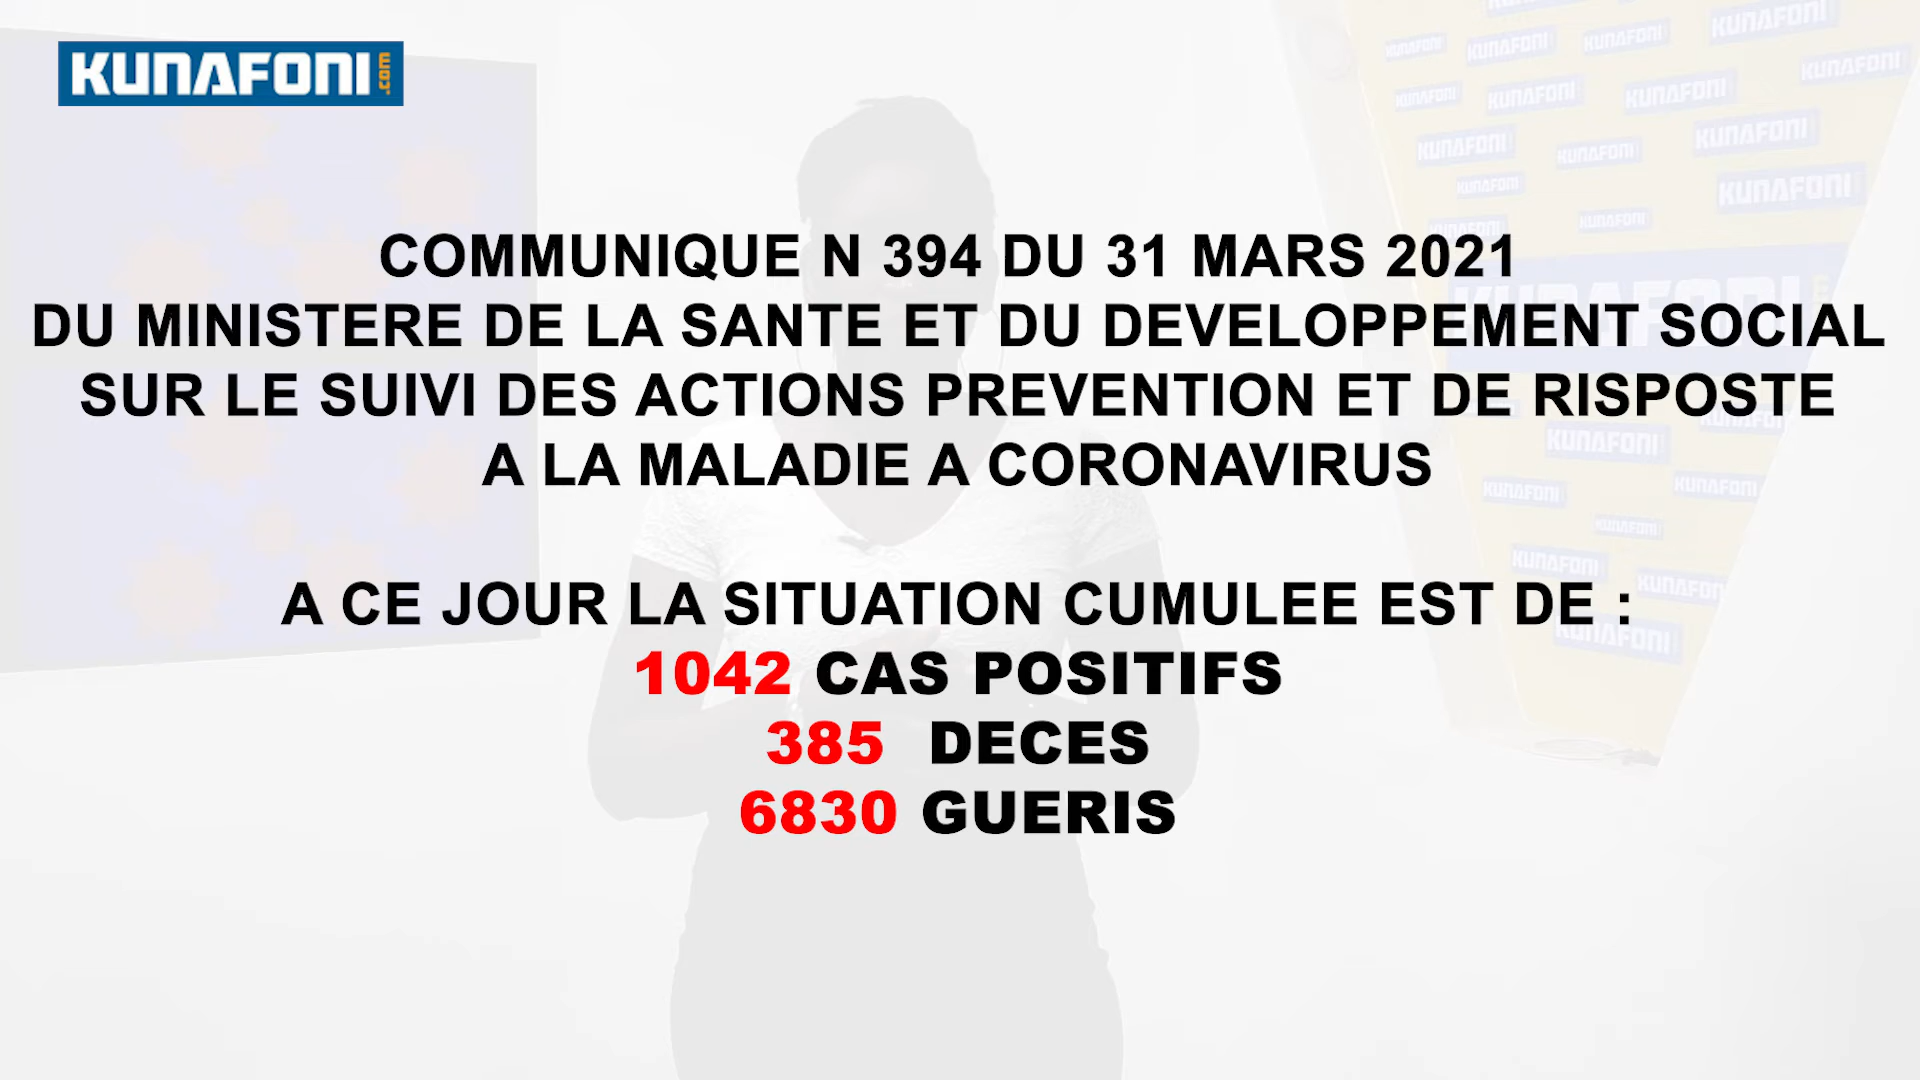 KUNAFONI.com
COMMUNIQUE N 394 DU 31 MARS 2021
DU MINISTERE DE LA SANTE ET DU DEVELOPPEMENT SOCIAL
SUR LE SUIVI DES ACTIONS PREVENTION ET DE RISPOSTE
A LA MALADIE A CORONAVIRUS
A CE JOUR LA SITUATION CUMULEE EST DE :
1042 CAS POSITIFS
385 DECES
6830 GUERIS